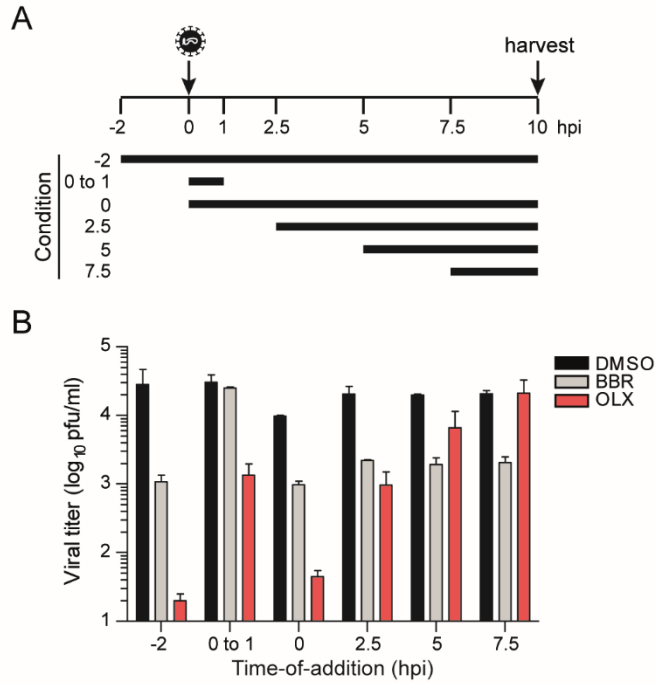 A
harvest
-2 0 1 2.5 5 7.5 10 hpi
Condition
-2
0 to 1
0
2.5
5
7.5
B
Viral titer (log10 pfu/ml)
5
4
3
2
1
-2 0 to 1 0 2.5 5 7.5
Time-of-addition (hpi)
DMSO
BBR
OLX